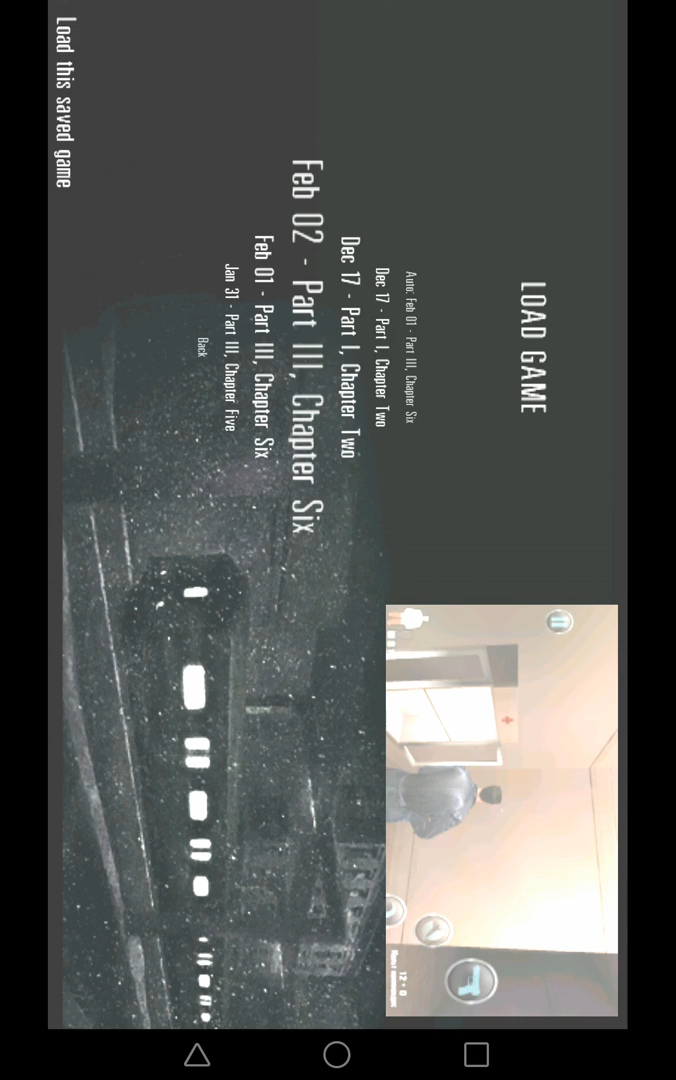 LOAD GAME
Auto: Feb 01 - Part III, Chapter Six
Dec 17 - Part I, Chapter Two
Dec 17 - Part I, Chapter Two
Feb 02 - Part III, Chapter Six
Feb 01 - Part III, Chapter Six
Jan 31 - Part III, Chapter Five
Back
Load this saved game
12 + 0